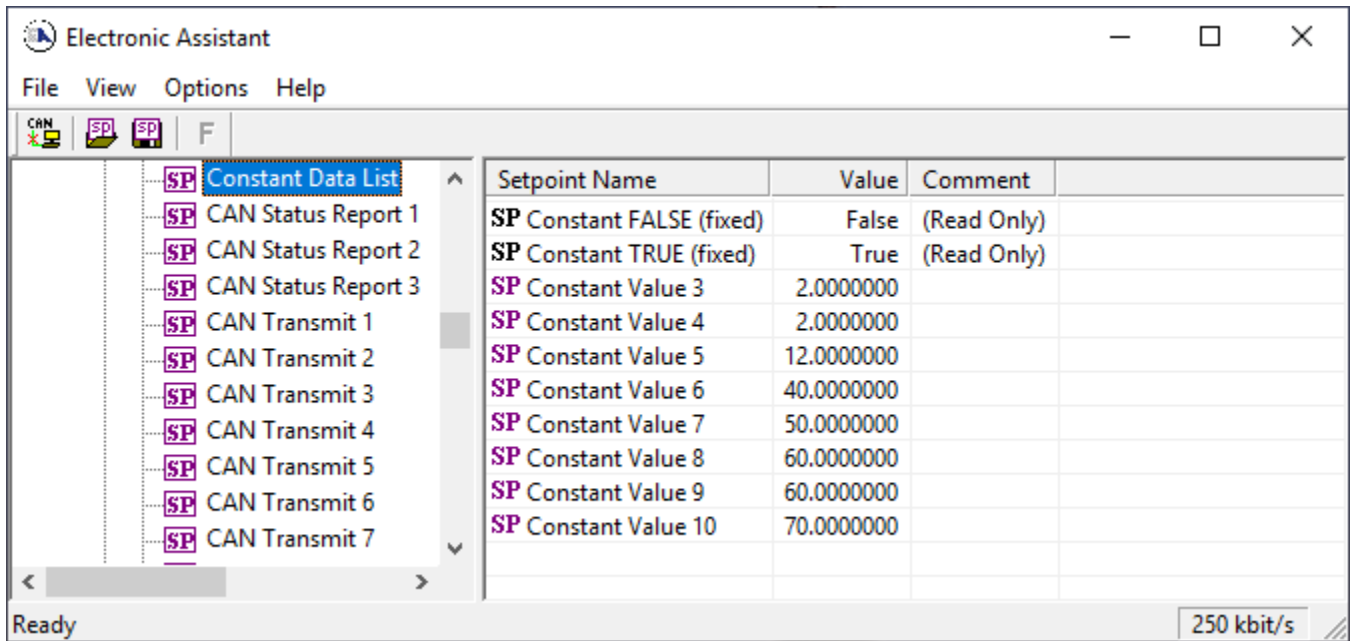 Electronic Assistant
File View Options Help
CAN SP SP F
SP Constant Data List
SP CAN Status Report 1
SP CAN Status Report 2
SP CAN Status Report 3
SP CAN Transmit 1
SP CAN Transmit 2
SP CAN Transmit 3
SP CAN Transmit 4
SP CAN Transmit 5
SP CAN Transmit 6
SP CAN Transmit 7
Setpoint Name Value Comment
SP Constant FALSE (fixed) False (Read Only)
SP Constant TRUE (fixed) True (Read Only)
SP Constant Value 3 2.0000000
SP Constant Value 4 2.0000000
SP Constant Value 5 12.0000000
SP Constant Value 6 40.0000000
SP Constant Value 7 50.0000000
SP Constant Value 8 60.0000000
SP Constant Value 9 60.0000000
SP Constant Value 10 70.0000000
Ready 250 kbit/s